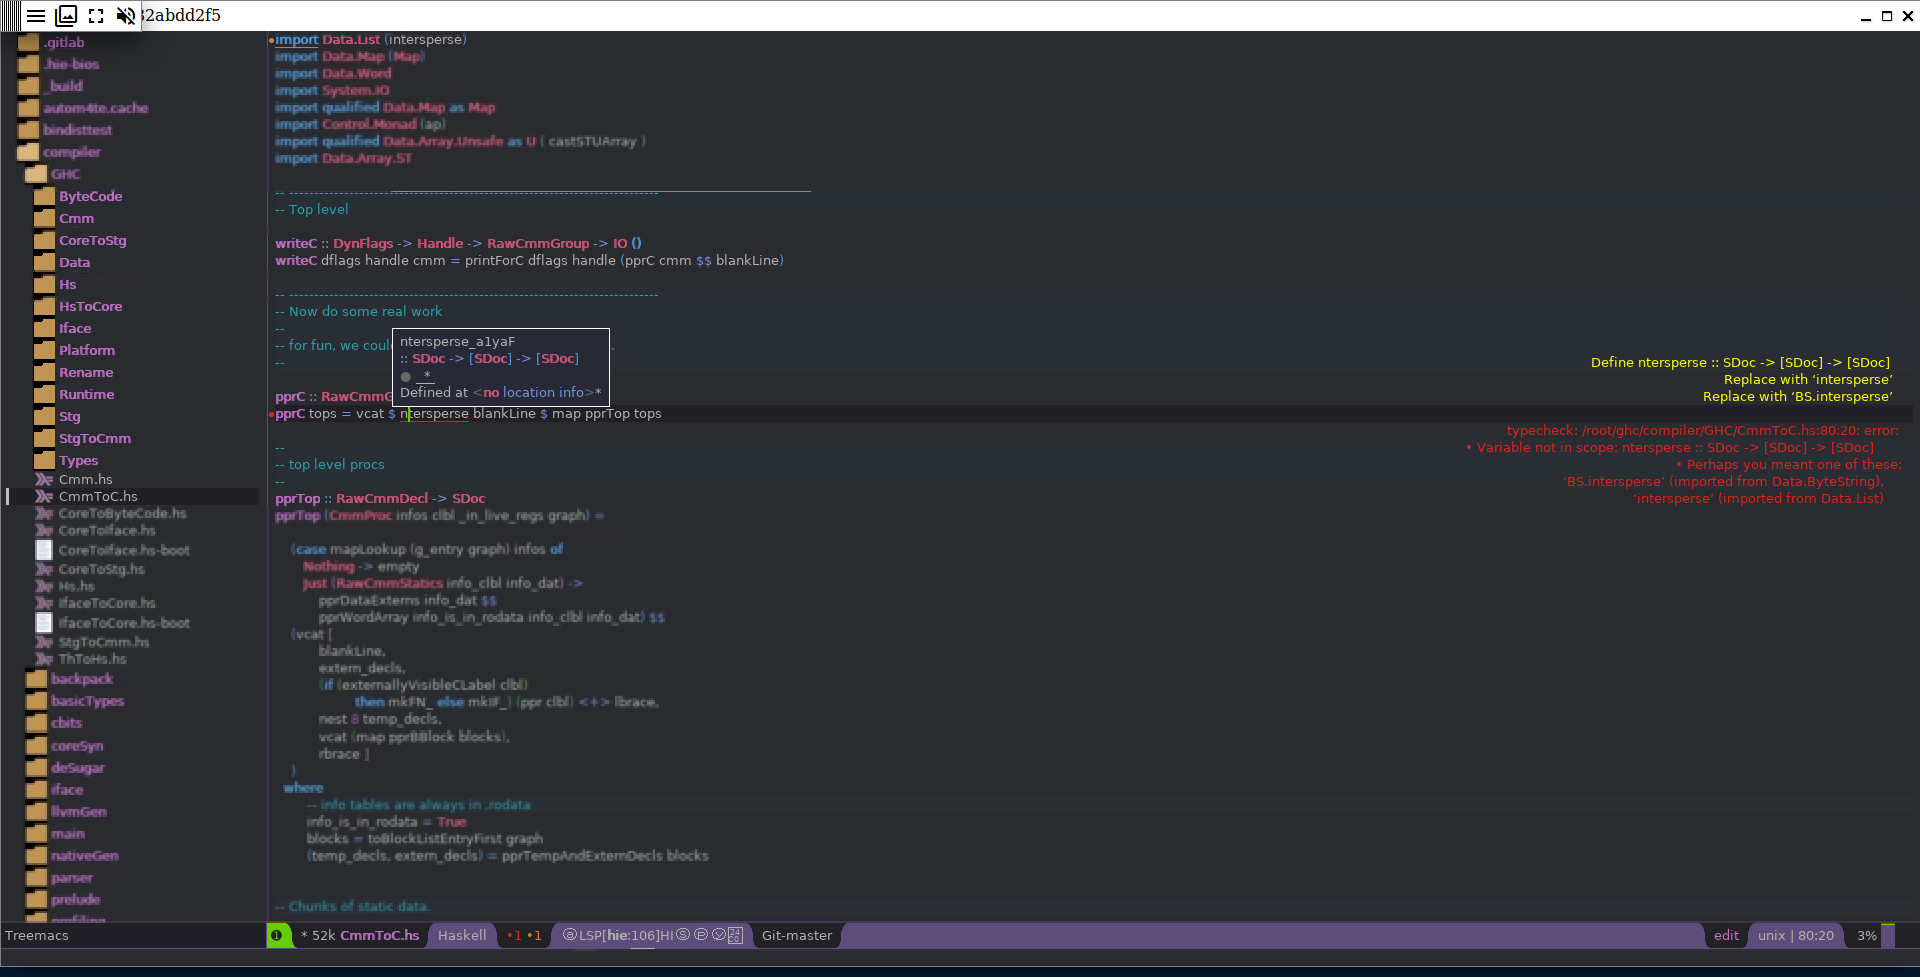 32abdd2f5
.gitlab
.hie-bios
_build
autom4te.cache
bindisttest
compiler
GHC
ByteCode
Cmm
CoreToStg
Data
Hs
HsToCore
Iface
Platform
Rename
Runtime
Stg
StgToCmm
Types
Cmm.hs
CmmToC.hs
CoreToByteCode.hs
CoreToIface.hs
CoreToIface.hs-boot
CoreToStg.hs
Hs.hs
IfaceToCore.hs
IfaceToCore.hs-boot
StgToCmm.hs
ThToHs.hs
backpack
basicTypes
cbits
coreSyn
deSugar
iface
llvmGen
main
nativeGen
parser
prelude
profiling
import Data.List (intersperse)
import Data.Map (Map)
import Data.Word
import System.IO
import qualified Data.Map as Map
import Control.Monad (ap)
import qualified Data.Array.Unsafe as U ( castSTUArray )
import Data.Array.ST
-- --------------------------------------------------------------------------
-- Top level
writeC :: DynFlags -> Handle -> RawCmmGroup -> IO ()
writeC dflags handle cmm = printForC dflags handle (pprC cmm $$ blankLine)
-- --------------------------------------------------------------------------
-- Now do some real work
--
-- for fun, we coul
--
ntersperse_a1yaF
:: SDoc -> [SDoc] -> [SDoc]
● _*
Defined at <no location info>*
Define ntersperse :: SDoc -> [SDoc] -> [SDoc]
Replace with ‘intersperse’
Replace with ‘BS.intersperse’
pprC :: RawCmmG
pprC tops = vcat $ ntersperse blankLine $ map pprTop tops
typecheck: /root/ghc/compiler/GHC/CmmToC.hs:80:20: error:
• Variable not in scope: ntersperse :: SDoc -> [SDoc] -> [SDoc]
• Perhaps you meant one of these:
‘BS.intersperse’ (imported from Data.ByteString),
‘intersperse’ (imported from Data.List)
--
-- top level procs
--
pprTop :: RawCmmDecl -> SDoc
pprTop (CmmProc infos clbl _in_live_regs graph) =
(case mapLookup (g_entry graph) infos of
Nothing -> empty
Just (RawCmmStatics info_clbl info_dat) ->
pprDataExterns info_dat $$
pprWordArray info_is_in_rodata info_clbl info_dat) $$
(vcat [
blankLine,
extern_decls,
(if (externallyVisibleCLabel clbl)
then mkFN_ else mkIF_) (ppr clbl) <+> lbrace,
nest 8 temp_decls,
vcat (map pprBBlock blocks),
rbrace ]
)
where
-- info tables are always in .rodata
info_is_in_rodata = True
blocks = toBlockListEntryFirst graph
(temp_decls, extern_decls) = pprTempAndExternDecls blocks
-- Chunks of static data.
Treemacs
❶ * 52k CmmToC.hs Haskell •1 •1 ⓐLSP[hie:106]HIⓈ Ⓟ Ⓨ Git-master edit unix | 80:20 3%